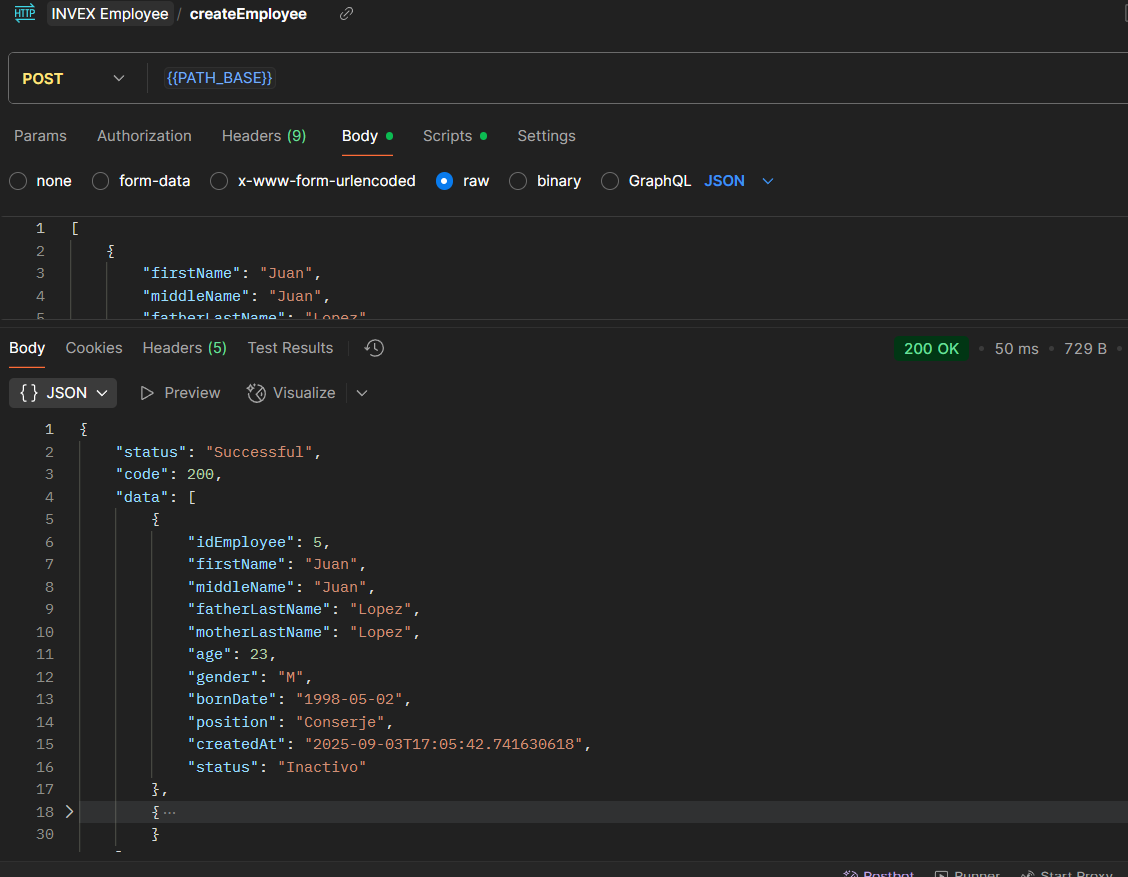 HTTP INVEX Employee / createEmployee
POST {{PATH_BASE}}
Params Authorization Headers (9) Body Scripts Settings
none form-data x-www-form-urlencoded raw binary GraphQL JSON
1 [
2 {
3 "firstName": "Juan",
4 "middleName": "Juan",
5 "fatherLastName": "Lopez"
Body Cookies Headers (5) Test Results 200 OK • 50 ms • 729 B •
{} JSON Preview Visualize
1 {
2 "status": "Successful",
3 "code": 200,
4 "data": [
5 {
6 "idEmployee": 5,
7 "firstName": "Juan",
8 "middleName": "Juan",
9 "fatherLastName": "Lopez",
10 "motherLastName": "Lopez",
11 "age": 23,
12 "gender": "M",
13 "bornDate": "1998-05-02",
14 "position": "Conserje",
15 "createdAt": "2025-09-03T17:05:42.741630618",
16 "status": "Inactivo"
17 },
18 { ···
30 }
Postbot Runner Start Proxy